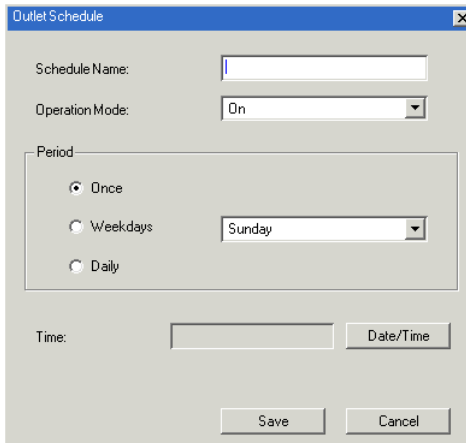 Outlet Schedule
Schedule Name:
Operation Mode: On
Period
Once
Weekdays Sunday
Daily
Time: Date/Time
Save Cancel